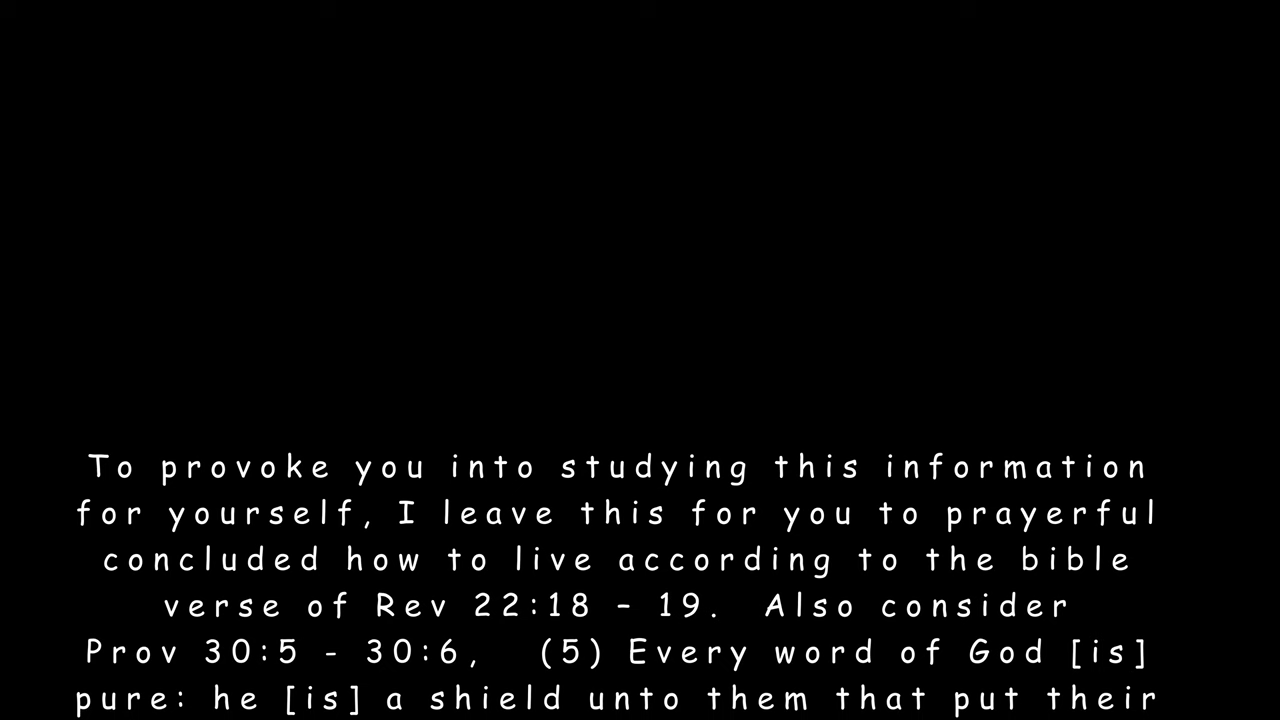 To provoke you into studying this information
for yourself, I leave this for you to prayerful
concluded how to live according to the bible
verse of Rev 22:18 – 19. Also consider
Prov 30:5 - 30:6, (5) Every word of God [is]
pure: he [is] a shield unto them that put their